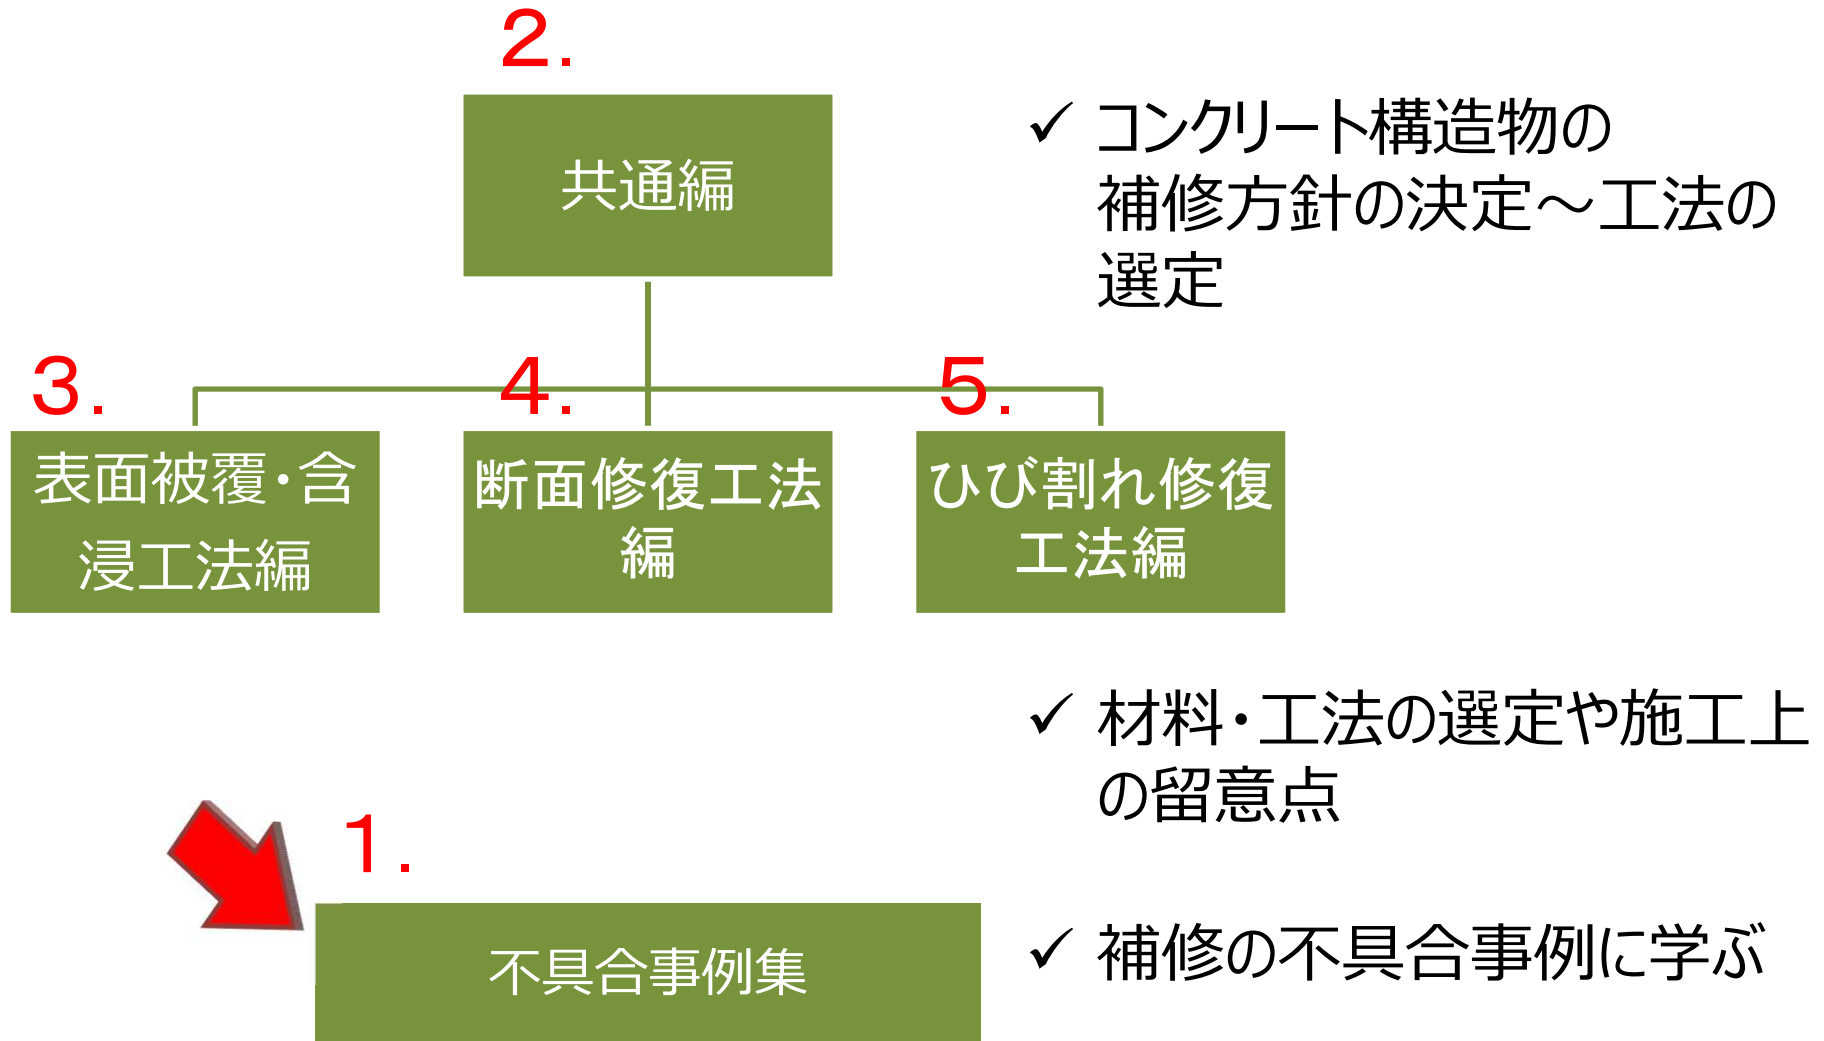 2.
共通編
✓ コンクリート構造物の
補修方針の決定～工法の
選定
3.
表面被覆・含
浸工法編
4.
断面修復工法
編
5.
ひび割れ修復
工法編
✓ 材料・工法の選定や施工上
の留意点
1.
不具合事例集
✓ 補修の不具合事例に学ぶ